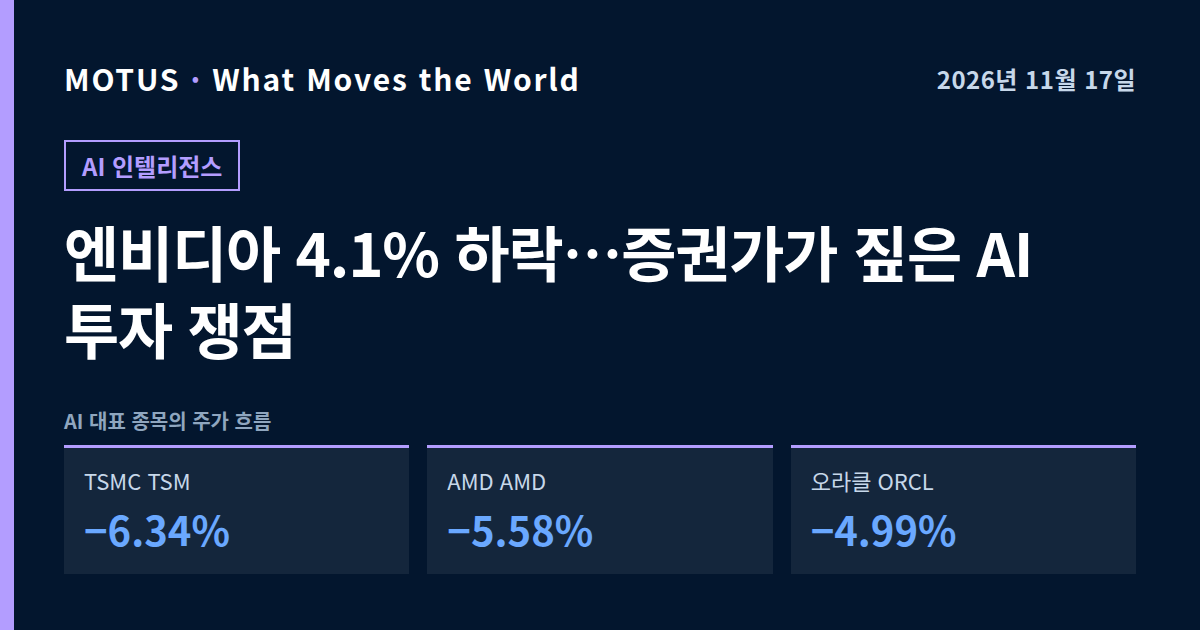 MOTUS · What Moves the World
2026년 11월 17일
AI 인텔리전스
엔비디아 4.1% 하락…증권가가 짚은 AI
투자 쟁점
AI 대표 종목의 주가 흐름
TSMC TSM
−6.34%
AMD AMD
−5.58%
오라클 ORCL
−4.99%